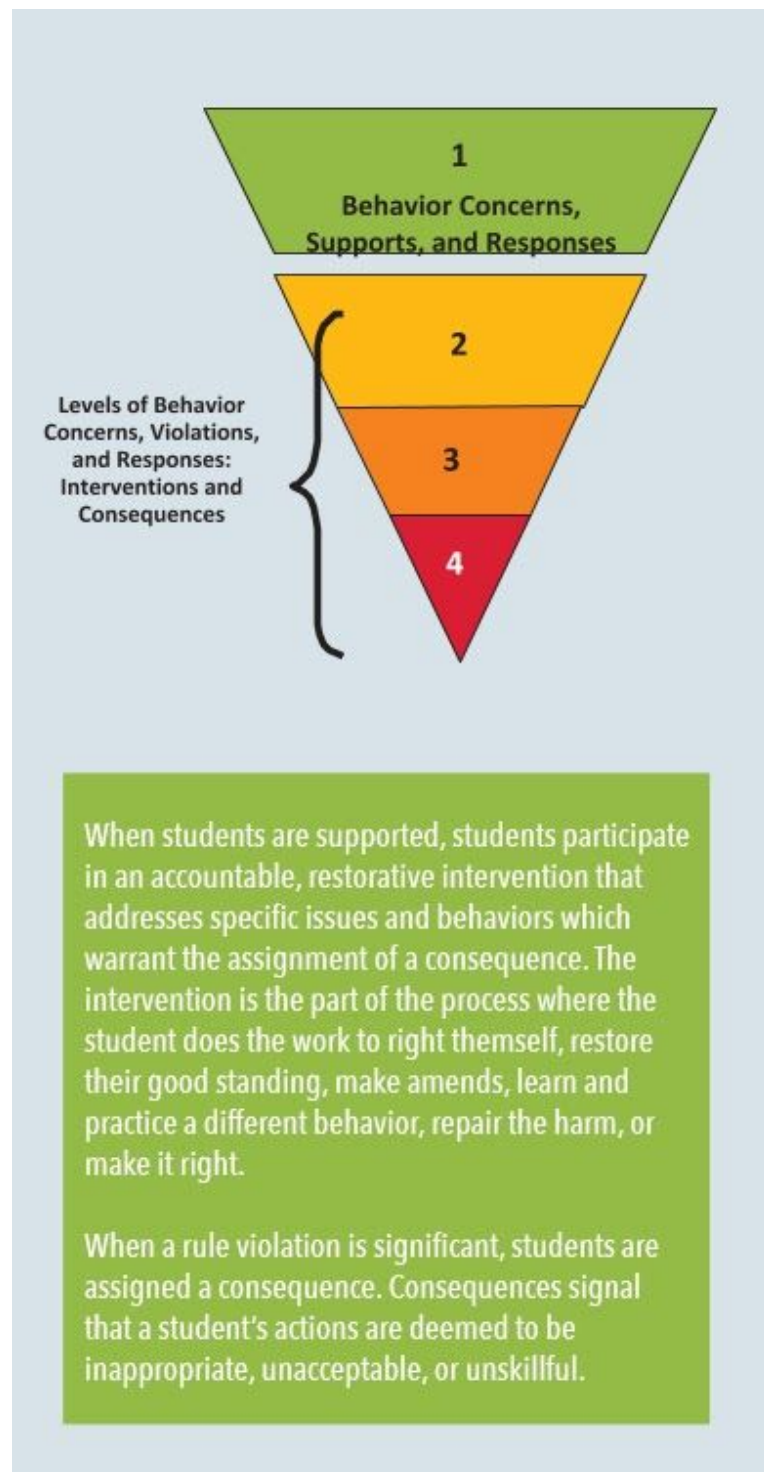 1
Behavior Concerns,
Supports, and Responses
2
Levels of Behavior
Concerns, Violations,
and Responses:
Interventions and
Consequences
3
4
When students are supported, students participate
in an accountable, restorative intervention that
addresses specific issues and behaviors which
warrant the assignment of a consequence. The
intervention is the part of the process where the
student does the work to right themself, restore
their good standing, make amends, learn and
practice a different behavior, repair the harm, or
make it right.
When a rule violation is significant, students are
assigned a consequence. Consequences signal
that a student's actions are deemed to be
inappropriate, unacceptable, or unskillful.